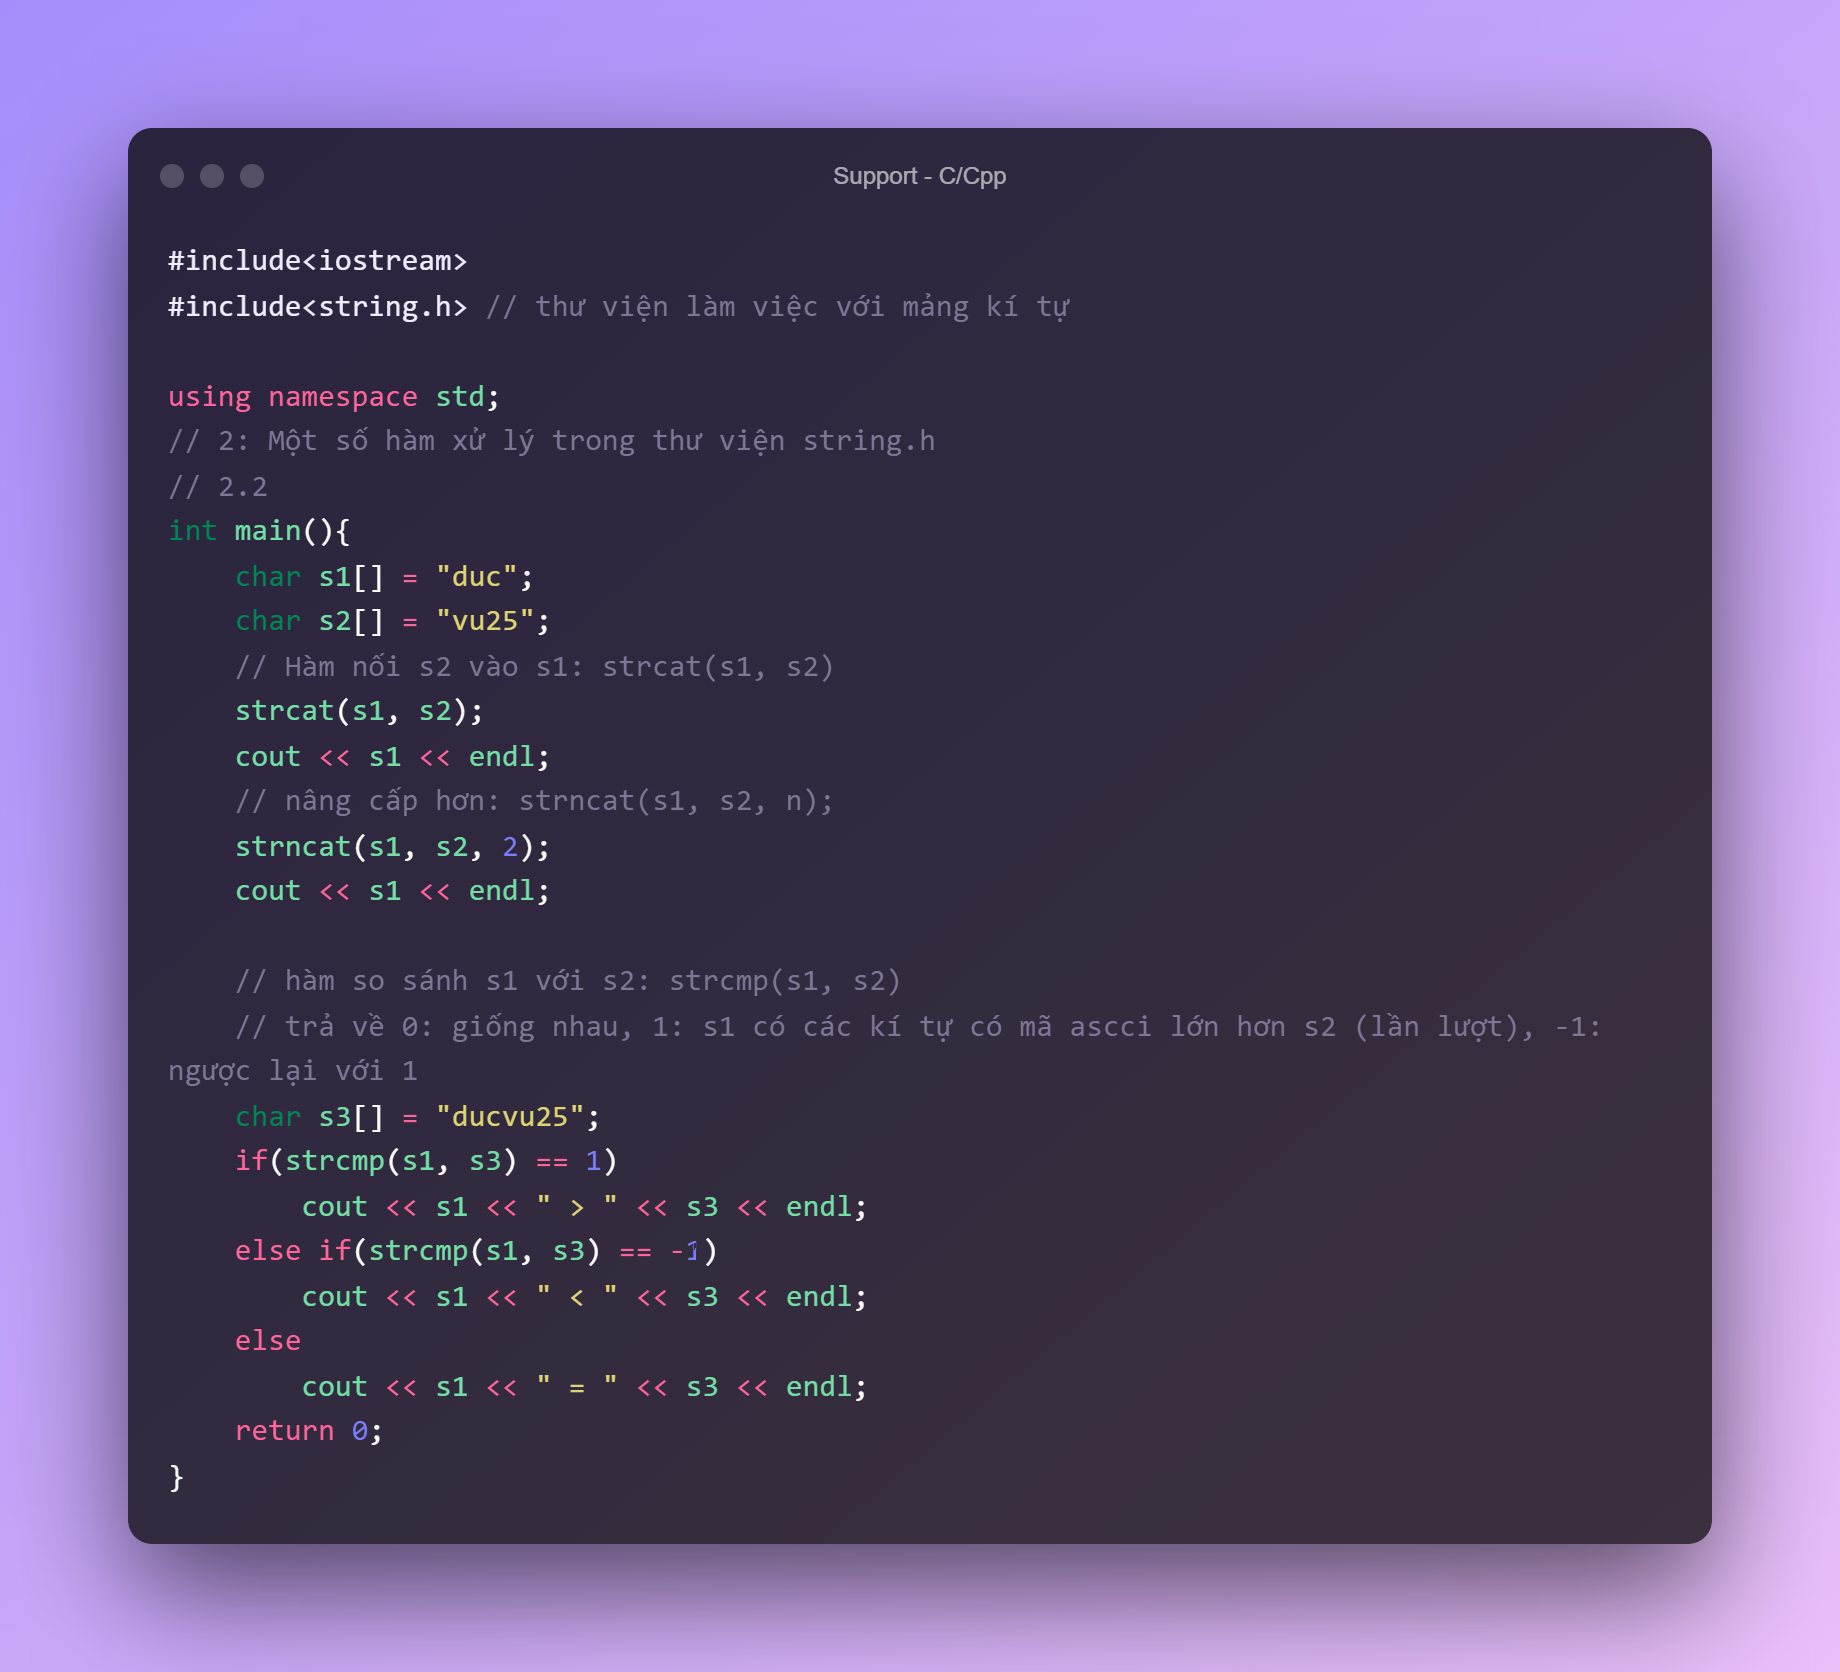 Support - C/Cpp
#include<iostream>
#include<string.h> // thư viện làm việc với mảng kí tự
using namespace std;
// 2: Một số hàm xử lý trong thư viện string.h
// 2.2
int main(){
    char s1[] = "duc";
    char s2[] = "vu25";
    // Hàm nối s2 vào s1: strcat(s1, s2)
    strcat(s1, s2);
    cout << s1 << endl;
    // nâng cấp hơn: strncat(s1, s2, n);
    strncat(s1, s2, 2);
    cout << s1 << endl;
    // hàm so sánh s1 với s2: strcmp(s1, s2)
    // trả về 0: giống nhau, 1: s1 có các kí tự có mã ascci lớn hơn s2 (lần lượt), -1:
ngược lại với 1
    char s3[] = "ducvu25";
    if(strcmp(s1, s3) == 1)
        cout << s1 << " > " << s3 << endl;
    else if(strcmp(s1, s3) == -1)
        cout << s1 << " < " << s3 << endl;
    else
        cout << s1 << " = " << s3 << endl;
    return 0;
}